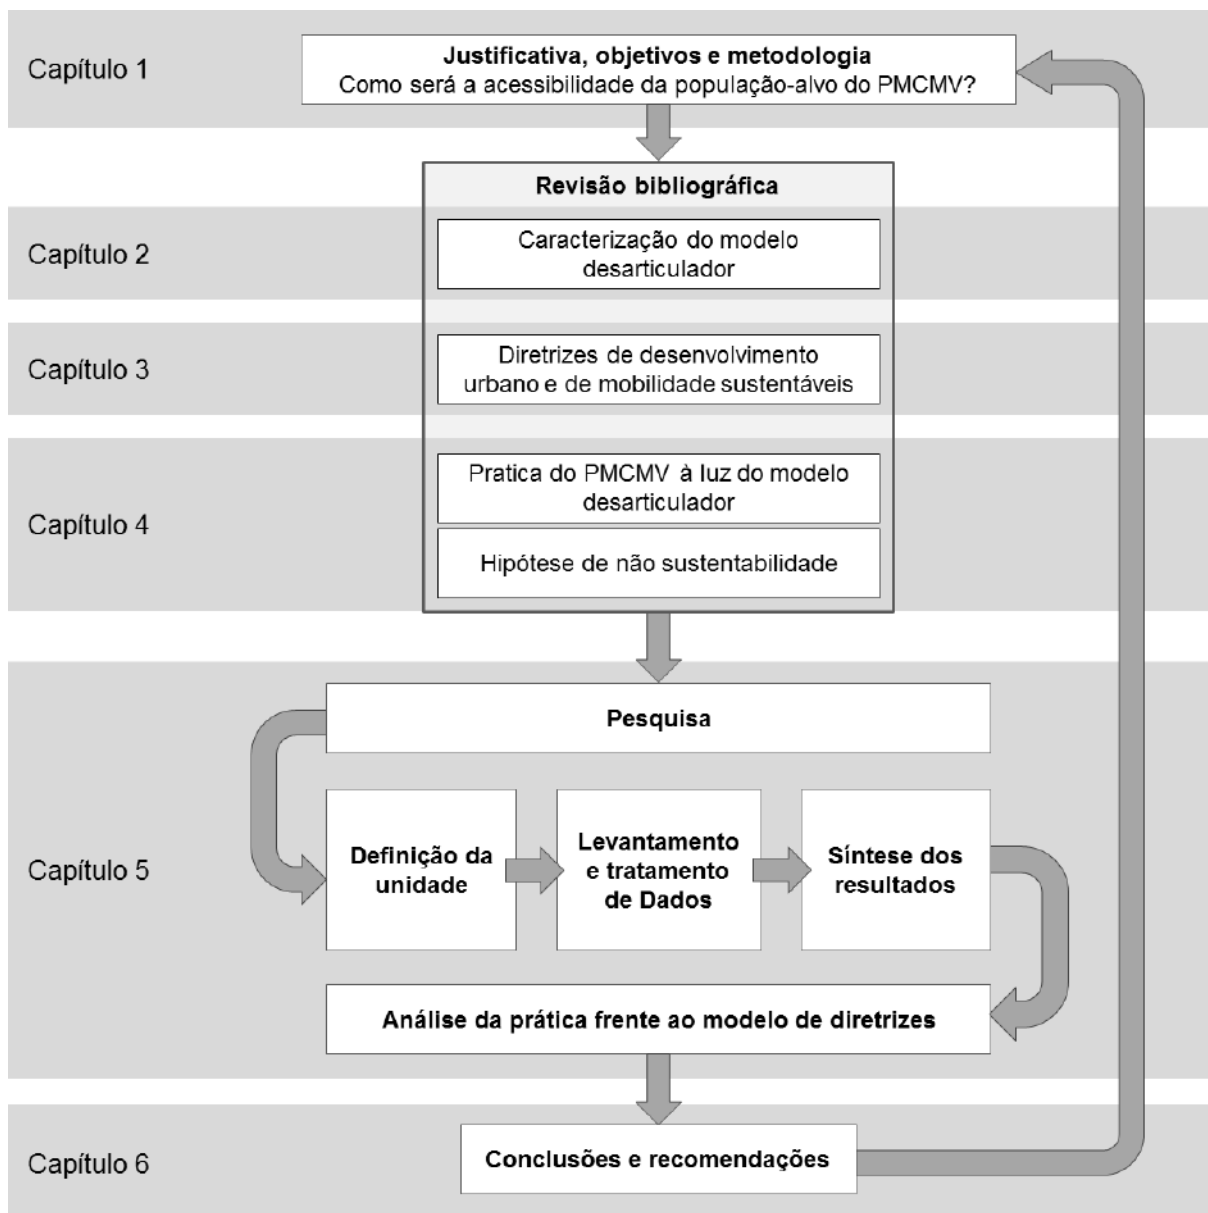 Capítulo 1
Justificativa, objetivos e metodologia
Como será a acessibilidade da população-alvo do PMCMV?
Revisão bibliográfica
Capítulo 2
Caracterização do modelo
desarticulador
Capítulo 3
Diretrizes de desenvolvimento
urbano e de mobilidade sustentáveis
Capítulo 4
Pratica do PMCMV à luz do modelo
desarticulador
Hipótese de não sustentabilidade
Capítulo 5
Pesquisa
Definição da
unidade
Levantamento
e tratamento
de Dados
Síntese dos
resultados
Análise da prática frente ao modelo de diretrizes
Capítulo 6
Conclusões e recomendações